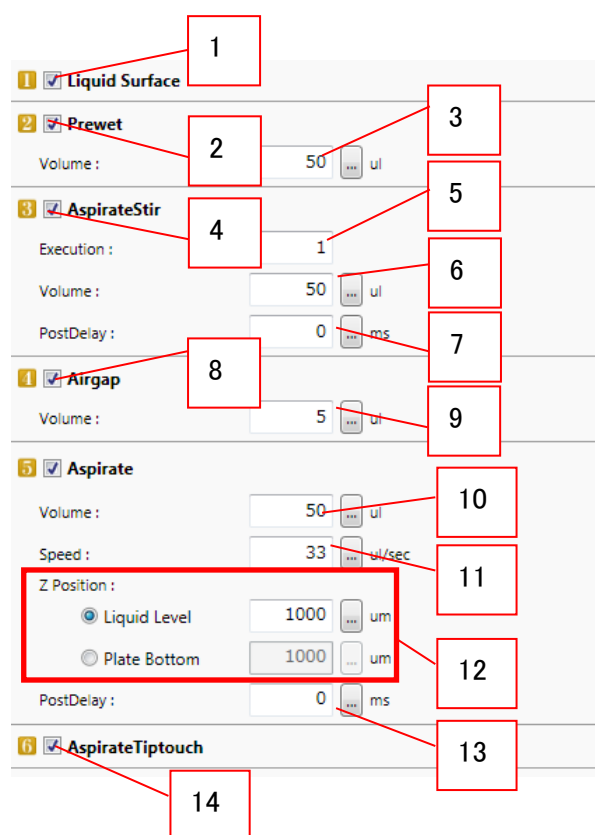 1
1 Liquid Surface
2 Prewet
2
3
Volume : 50 ... ul
3 AspirateStir
4
5
Execution : 1
6
Volume : 50 ... ul
PostDelay : 0 ... ms
7
4 Airgap
8
Volume : 5 ... ul
9
5 Aspirate
Volume : 50 ... ul
10
Speed : 33 ... ul/sec
11
Z Position :
Liquid Level 1000 ... um
Plate Bottom 1000 ... um
12
PostDelay : 0 ... ms
13
6 AspirateTiptouch
14